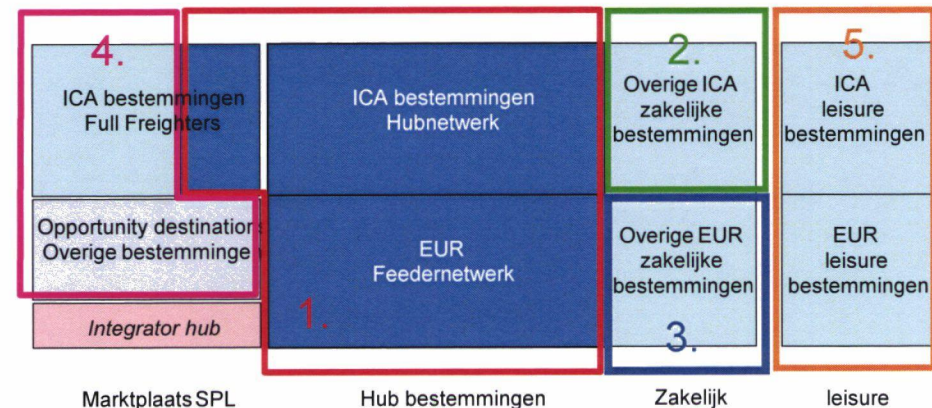 4.
ICA bestemmingen
Full Freighters
Opportunity destinations
Overige bestemmingen
Integrator hub
Marktplaats SPL
ICA bestemmingen
Hubnetwerk
EUR
Feedernetwerk
1.
Hub bestemmingen
2.
Overige ICA
zakelijke
bestemmingen
Overige EUR
zakelijke
bestemmingen
3.
Zakelijk
5.
ICA
leisure
bestemmingen
EUR
leisure
bestemmingen
leisure